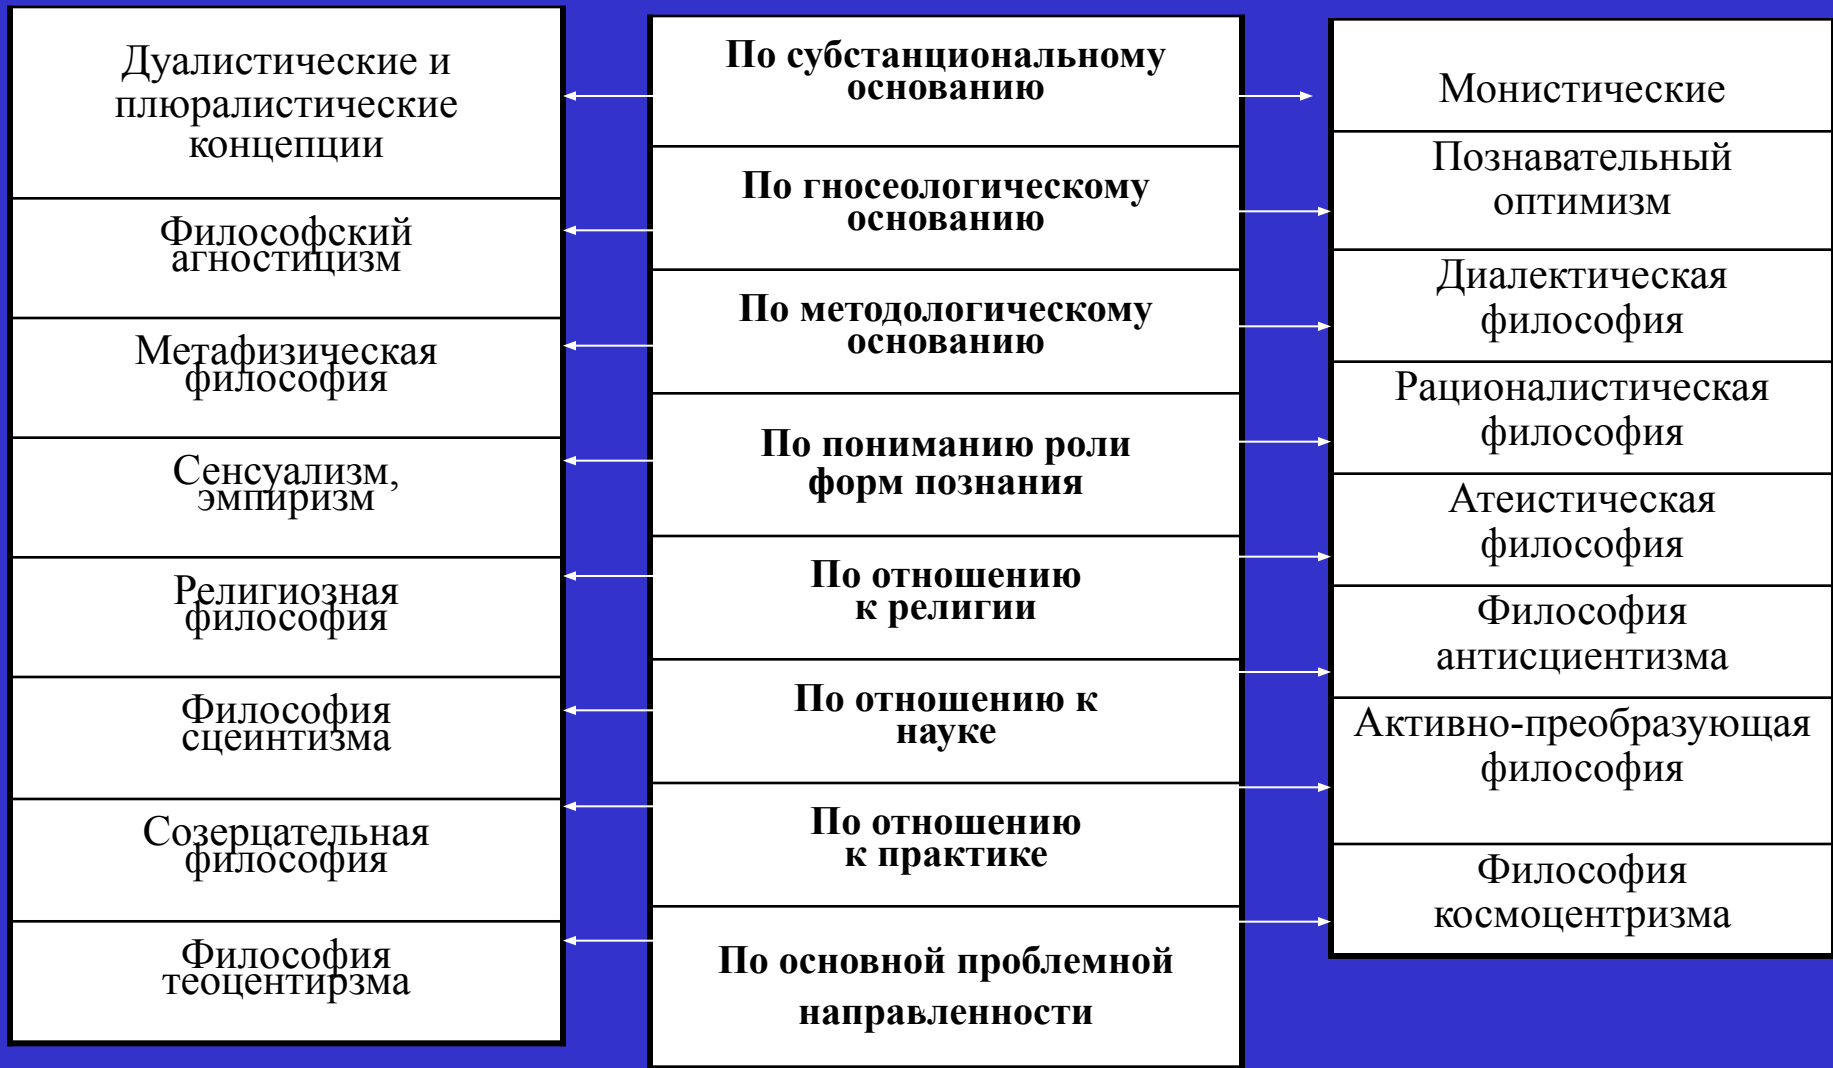 Дуалистические и
плюралистические
концепции
Философский
агностицизм
Метафизическая
философия
Сенсуализм,
эмпиризм
Религиозная
философия
Философия
сцеинтизма
Созерцательная
философия
Философия
теоцентирзма
По субстанциональному
основанию
По гносеологическому
основанию
По методологическому
основанию
По пониманию роли
форм познания
По отношению
к религии
По отношению к
науке
По отношению
к практике
По основной проблемной
направленности
Монистические
Познавательный
оптимизм
Диалектическая
философия
Рационалистическая
философия
Атеистическая
философия
Философия
антисциентизма
Активно-преобразующая
философия
Философия
космоцентризма